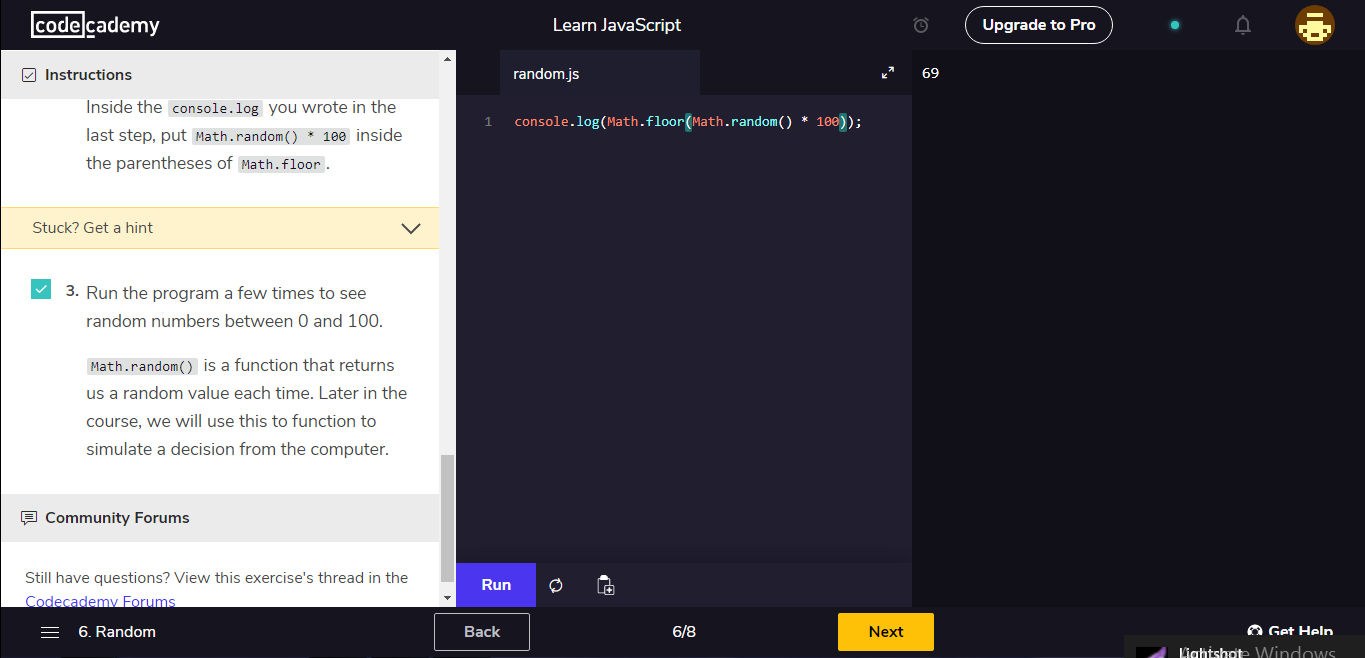 codecademy
Learn JavaScript
Upgrade to Pro
Instructions
Inside the console.log you wrote in the
last step, put Math.random() * 100 inside
the parentheses of Math.floor.
Stuck? Get a hint
3. Run the program a few times to see
random numbers between 0 and 100.
Math.random() is a function that returns
us a random value each time. Later in the
course, we will use this to function to
simulate a decision from the computer.
Community Forums
Still have questions? View this exercise's thread in the
Codecademy Forums
random.js
1 console.log(Math.floor(Math.random() * 100));
69
Run
6. Random
Back
6/8
Next
Get Help
Lightshot
Windows